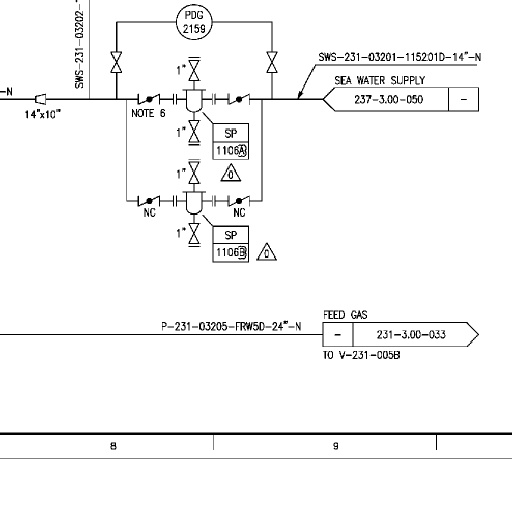 PDG
2159
SWS-231-03202-
SWS-231-03201-115201D-14"-N
-N
1"
SEA WATER SUPPLY
237-3.00-050
-
14"x10"
NOTE 6
1"
SP
1106A
1"
0
NC
NC
1"
SP
1106B
0
P-231-03205-FRW5D-24"-N
FEED GAS
-
231-3.00-033
TO V-231-005B
8
9